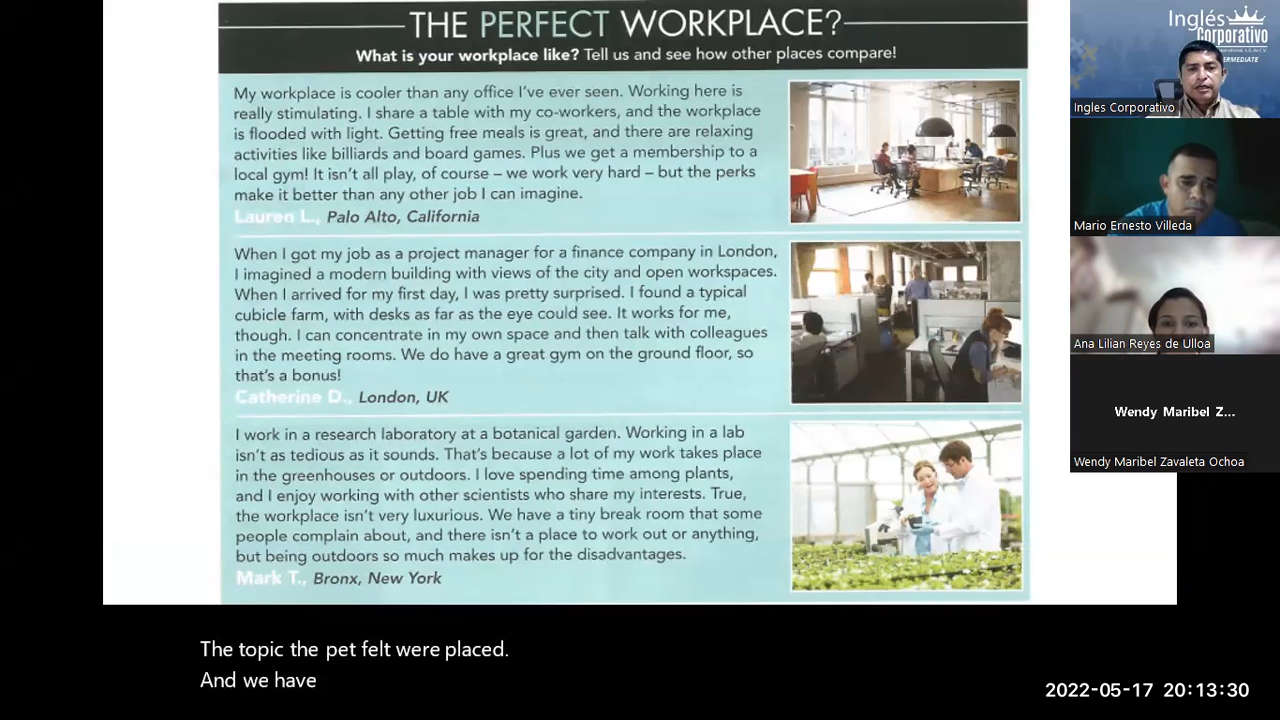 THE PERFECT WORKPLACE?
What is your workplace like? Tell us and see how other places compare!
My workplace is cooler than any office I've ever seen. Working here is
really stimulating. I share a table with my co-workers, and the workplace
is flooded with light. Getting free meals is great, and there are relaxing
activities like billiards and board games. Plus we get a membership to a
local gym! It isn't all play, of course – we work very hard – but the perks
make it better than any other job I can imagine.
Lauren L., Palo Alto, California
When I got my job as a project manager for a finance company in London,
I imagined a modern building with views of the city and open workspaces.
When I arrived for my first day, I was pretty surprised. I found a typical
cubicle farm, with desks as far as the eye could see. It works for me,
though. I can concentrate in my own space and then talk with colleagues
in the meeting rooms. We do have a great gym on the ground floor, so
that's a bonus!
Catherine D., London, UK
I work in a research laboratory at a botanical garden. Working in a lab
isn't as tedious as it sounds. That's because a lot of my work takes place
in the greenhouses or outdoors. I love spending time among plants,
and I enjoy working with other scientists who share my interests. True,
the workplace isn't very luxurious. We have a tiny break room that some
people complain about, and there isn't a place to work out or anything,
but being outdoors so much makes up for the disadvantages.
Mark T., Bronx, New York
Inglés
Corporativo
Ingles Corporativo
Mario Ernesto Villeda
Ana Lilian Reyes de Ulloa
Wendy Maribel Z...
Wendy Maribel Zavaleta Ochoa
The topic the pet felt were placed.
And we have
2022-05-17 20:13:30